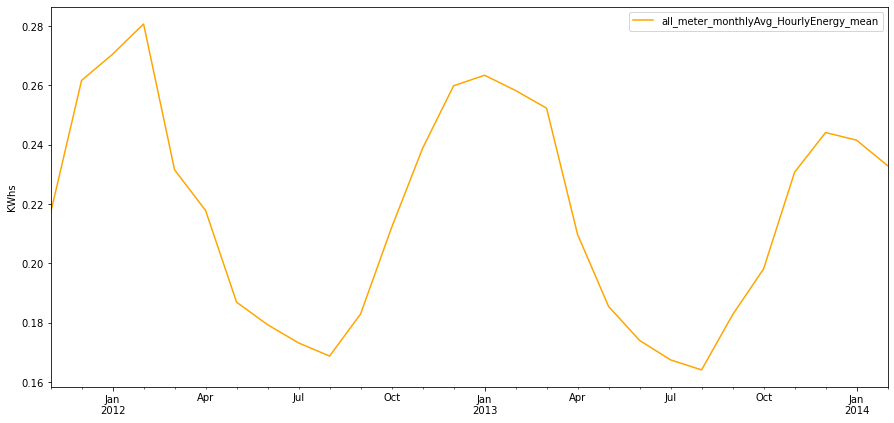 all_meter_monthlyAvg_HourlyEnergy_mean
0.28
0.26
0.24
0.22
0.20
0.18
0.16
KWhs
Jan
2012
Apr
Jul
Oct
Jan
2013
Apr
Jul
Oct
Jan
2014